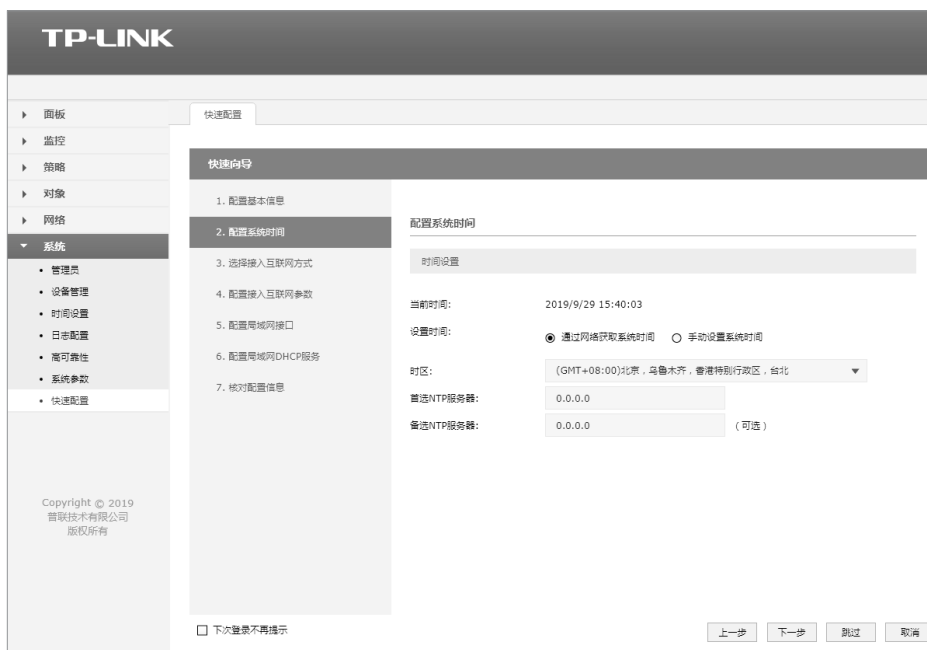 TP-LINK
面板
监控
策略
对象
网络
系统
管理员
设备管理
时间设置
日志配置
高可靠性
系统参数
快速配置
Copyright © 2019
普联技术有限公司
版权所有
快速配置
快速向导
1. 配置基本信息
2. 配置系统时间
3. 选择接入互联网方式
4. 配置接入互联网参数
5. 配置局域网接口
6. 配置局域网DHCP服务
7. 核对配置信息
配置系统时间
时间设置
当前时间: 2019/9/29 15:40:03
设置时间: 通过网络获取系统时间 手动设置系统时间
时区: (GMT+08:00)北京，乌鲁木齐，香港特别行政区，台北
首选NTP服务器: 0.0.0.0
备选NTP服务器: 0.0.0.0 （可选）
下次登录不再提示
上一步 下一步 跳过 取消